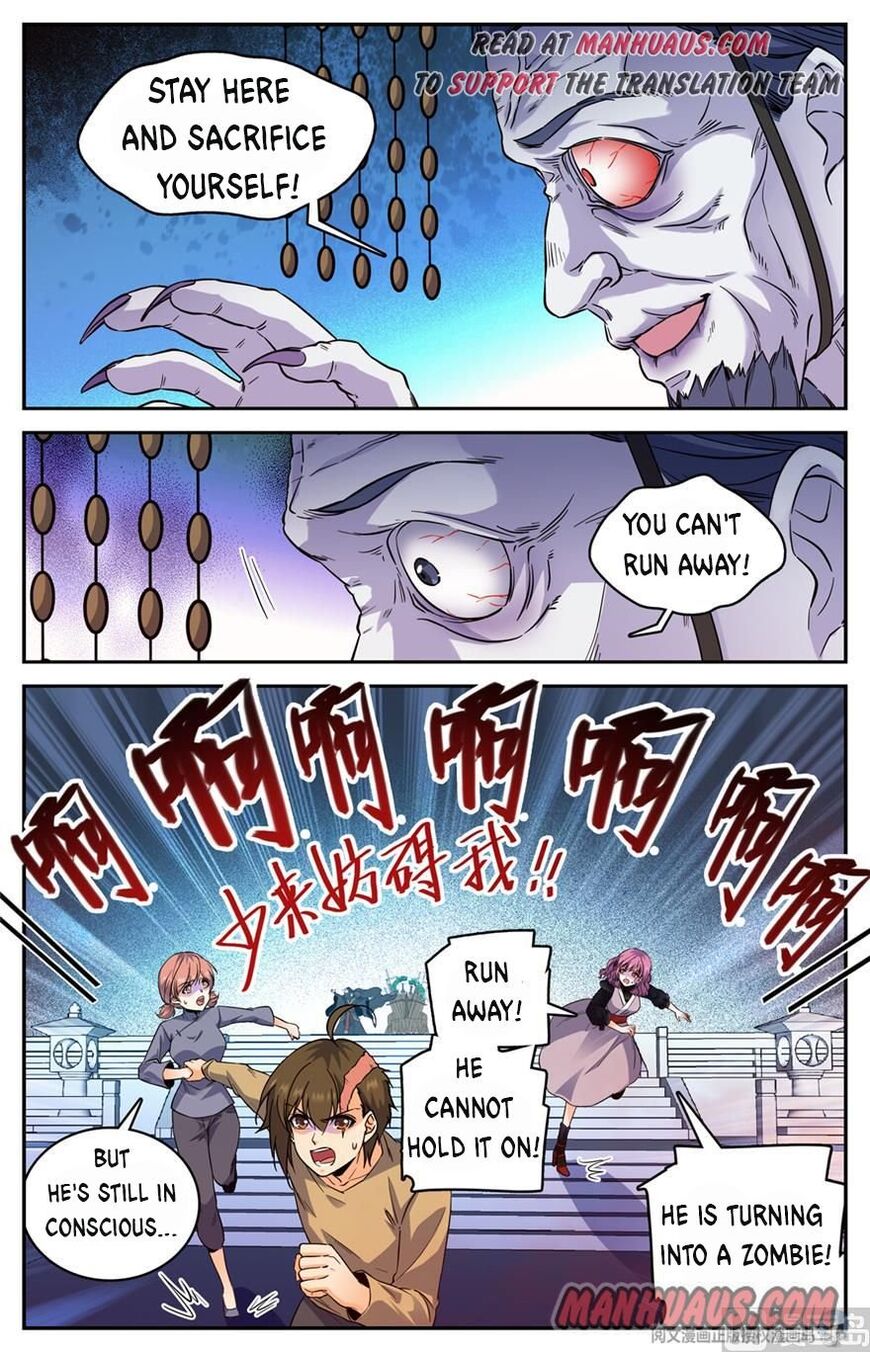 READ AT MANHUAUS.COM
TO SUPPORT THE TRANSLATION TEAM
STAY HERE
AND SACRIFICE
YOURSELF!
YOU CAN'T
RUN AWAY!
啊啊啊啊啊啊啊
少来妨碍我!!
RUN
AWAY!
HE
CANNOT
HOLD IT ON!
BUT
HE'S STILL IN
CONSCIOUS...
HE IS TURNING
INTO A ZOMBIE!
MANHUAUS.COM